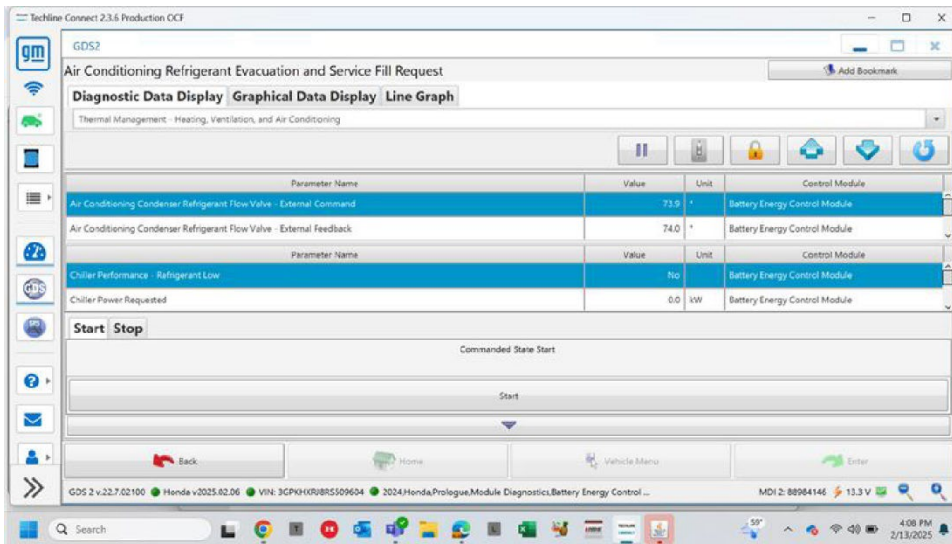 Techline Connect 2.3.6 Production OCF
gm
GDS2
Air Conditioning Refrigerant Evacuation and Service Fill Request
Add Bookmark
Diagnostic Data Display Graphical Data Display Line Graph
Thermal Management - Heating, Ventilation, and Air Conditioning
Parameter Name Value Unit Control Module
Air Conditioning Condenser Refrigerant Flow Valve - External Command 73.9 ° Battery Energy Control Module
Air Conditioning Condenser Refrigerant Flow Valve - External Feedback 74.0 ° Battery Energy Control Module
Parameter Name Value Unit Control Module
Chiller Performance - Refrigerant Low No Battery Energy Control Module
Chiller Power Requested 0.0 kW Battery Energy Control Module
Start Stop
Commanded State Start
Start
Back Home Vehicle Menu Enter
GDS 2 v.22.7.02100 Honda v2025.02.06 VIN: 3GPKHXRJ8RS509604 2024,Honda,Prologue,Module Diagnostics,Battery Energy Control ... MDI 2: 88984146 13.3 V
Search
59°
4:08 PM
2/13/2025